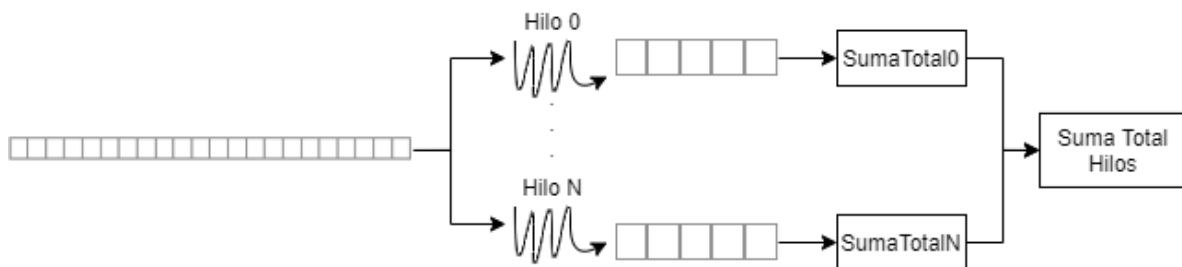 Hilo 0
SumaTotal0
Suma Total
Hilos
Hilo N
SumaTotalN